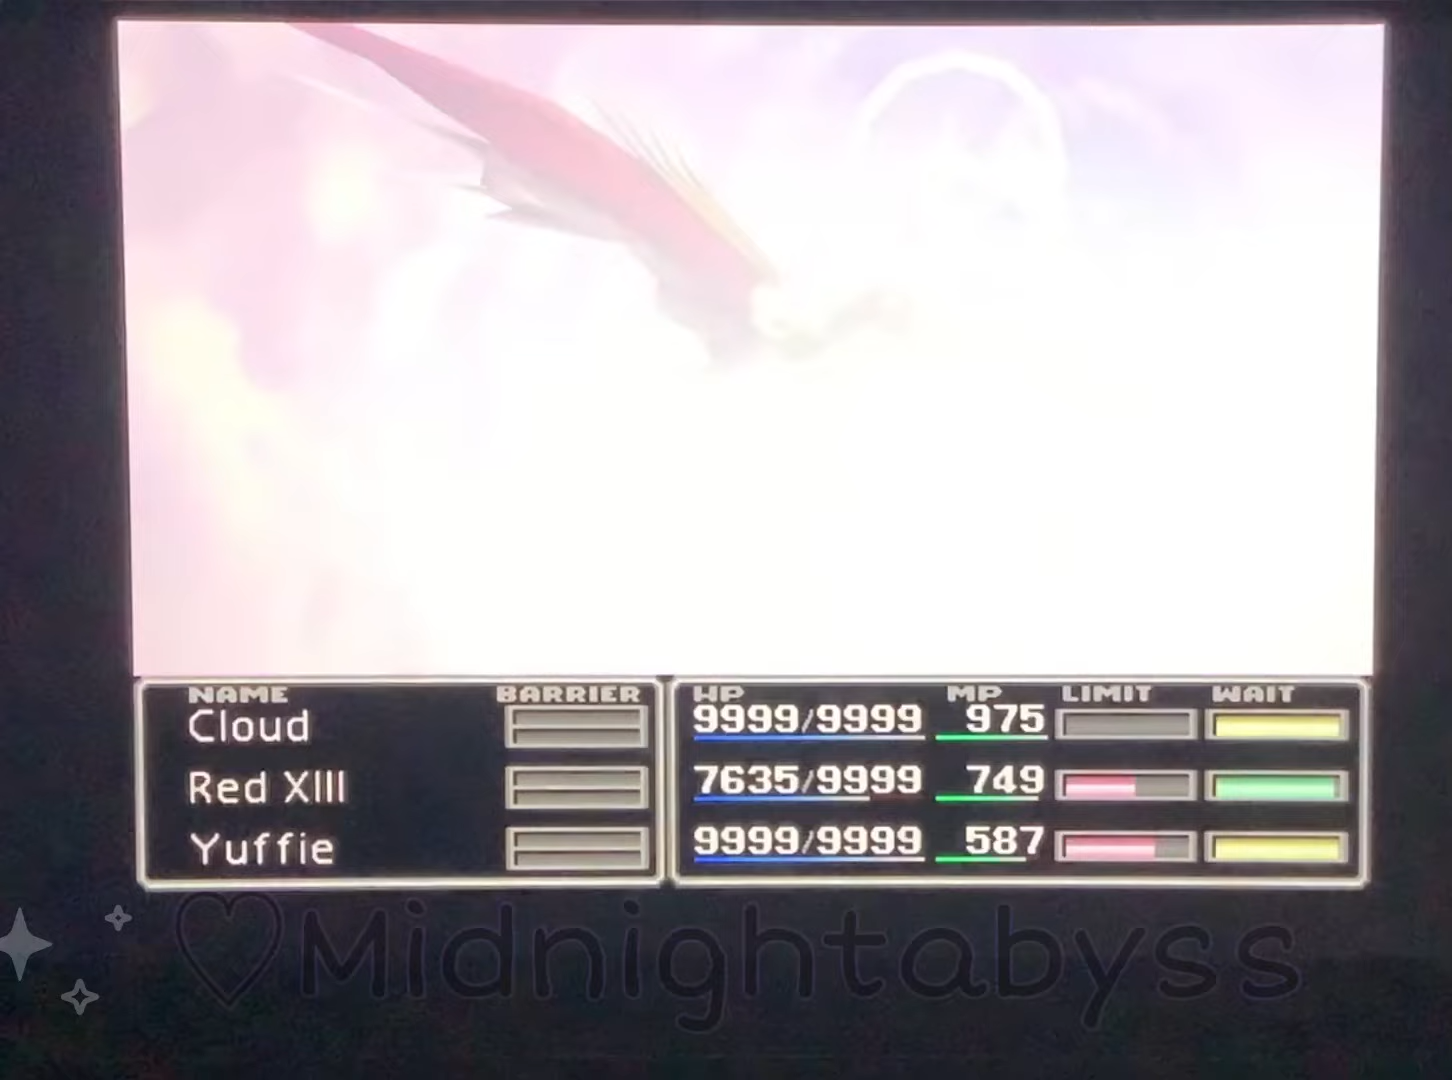 NAME BARRIER HP MP LIMIT WAIT
Cloud 9999/9999 975
Red XIII 7635/9999 749
Yuffie 9999/9999 587
♡Midnightabyss